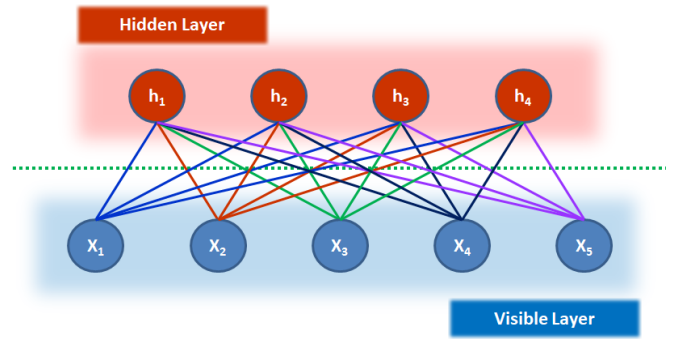 Hidden Layer
h1 h2 h3 h4
X1 X2 X3 X4 X5
Visible Layer